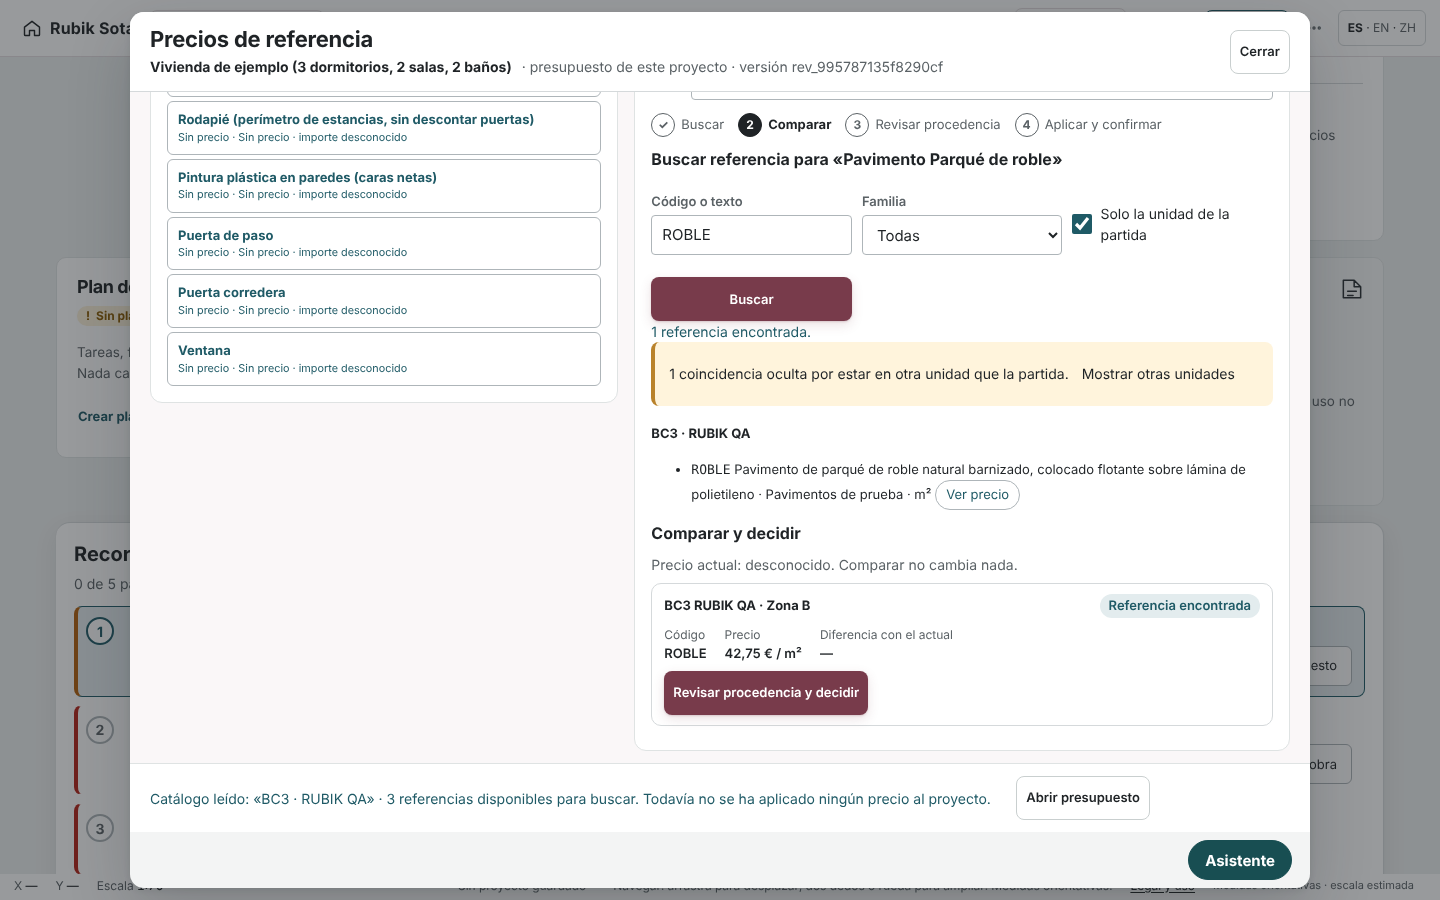 Rubik Sota
ES · EN · ZH
Precios de referencia
Vivienda de ejemplo (3 dormitorios, 2 salas, 2 baños) · presupuesto de este proyecto · versión rev_995787135f8290cf
Cerrar
Rodapié (perímetro de estancias, sin descontar puertas)
Sin precio · Sin precio · importe desconocido
Pintura plástica en paredes (caras netas)
Sin precio · Sin precio · importe desconocido
Puerta de paso
Sin precio · Sin precio · importe desconocido
Puerta corredera
Sin precio · Sin precio · importe desconocido
Ventana
Sin precio · Sin precio · importe desconocido
Buscar
2 Comparar
3 Revisar procedencia
4 Aplicar y confirmar
Buscar referencia para «Pavimento Parqué de roble»
Código o texto
ROBLE
Familia
Todas
Solo la unidad de la
partida
Buscar
1 referencia encontrada.
1 coincidencia oculta por estar en otra unidad que la partida. Mostrar otras unidades
BC3 · RUBIK QA
• ROBLE Pavimento de parqué de roble natural barnizado, colocado flotante sobre lámina de
polietileno · Pavimentos de prueba · m² Ver precio
Comparar y decidir
Precio actual: desconocido. Comparar no cambia nada.
BC3 RUBIK QA · Zona B
Referencia encontrada
Código Precio Diferencia con el actual
ROBLE 42,75 € / m² —
Revisar procedencia y decidir
Catálogo leído: «BC3 · RUBIK QA» · 3 referencias disponibles para buscar. Todavía no se ha aplicado ningún precio al proyecto.
Abrir presupuesto
Asistente
Plan d
! Sin pl
Tareas,
Nada ca
Crear pl
Recor
0 de 5 p
1
2
3
cios
uso no
esto
obra
X — Y — Escala
escala estimada